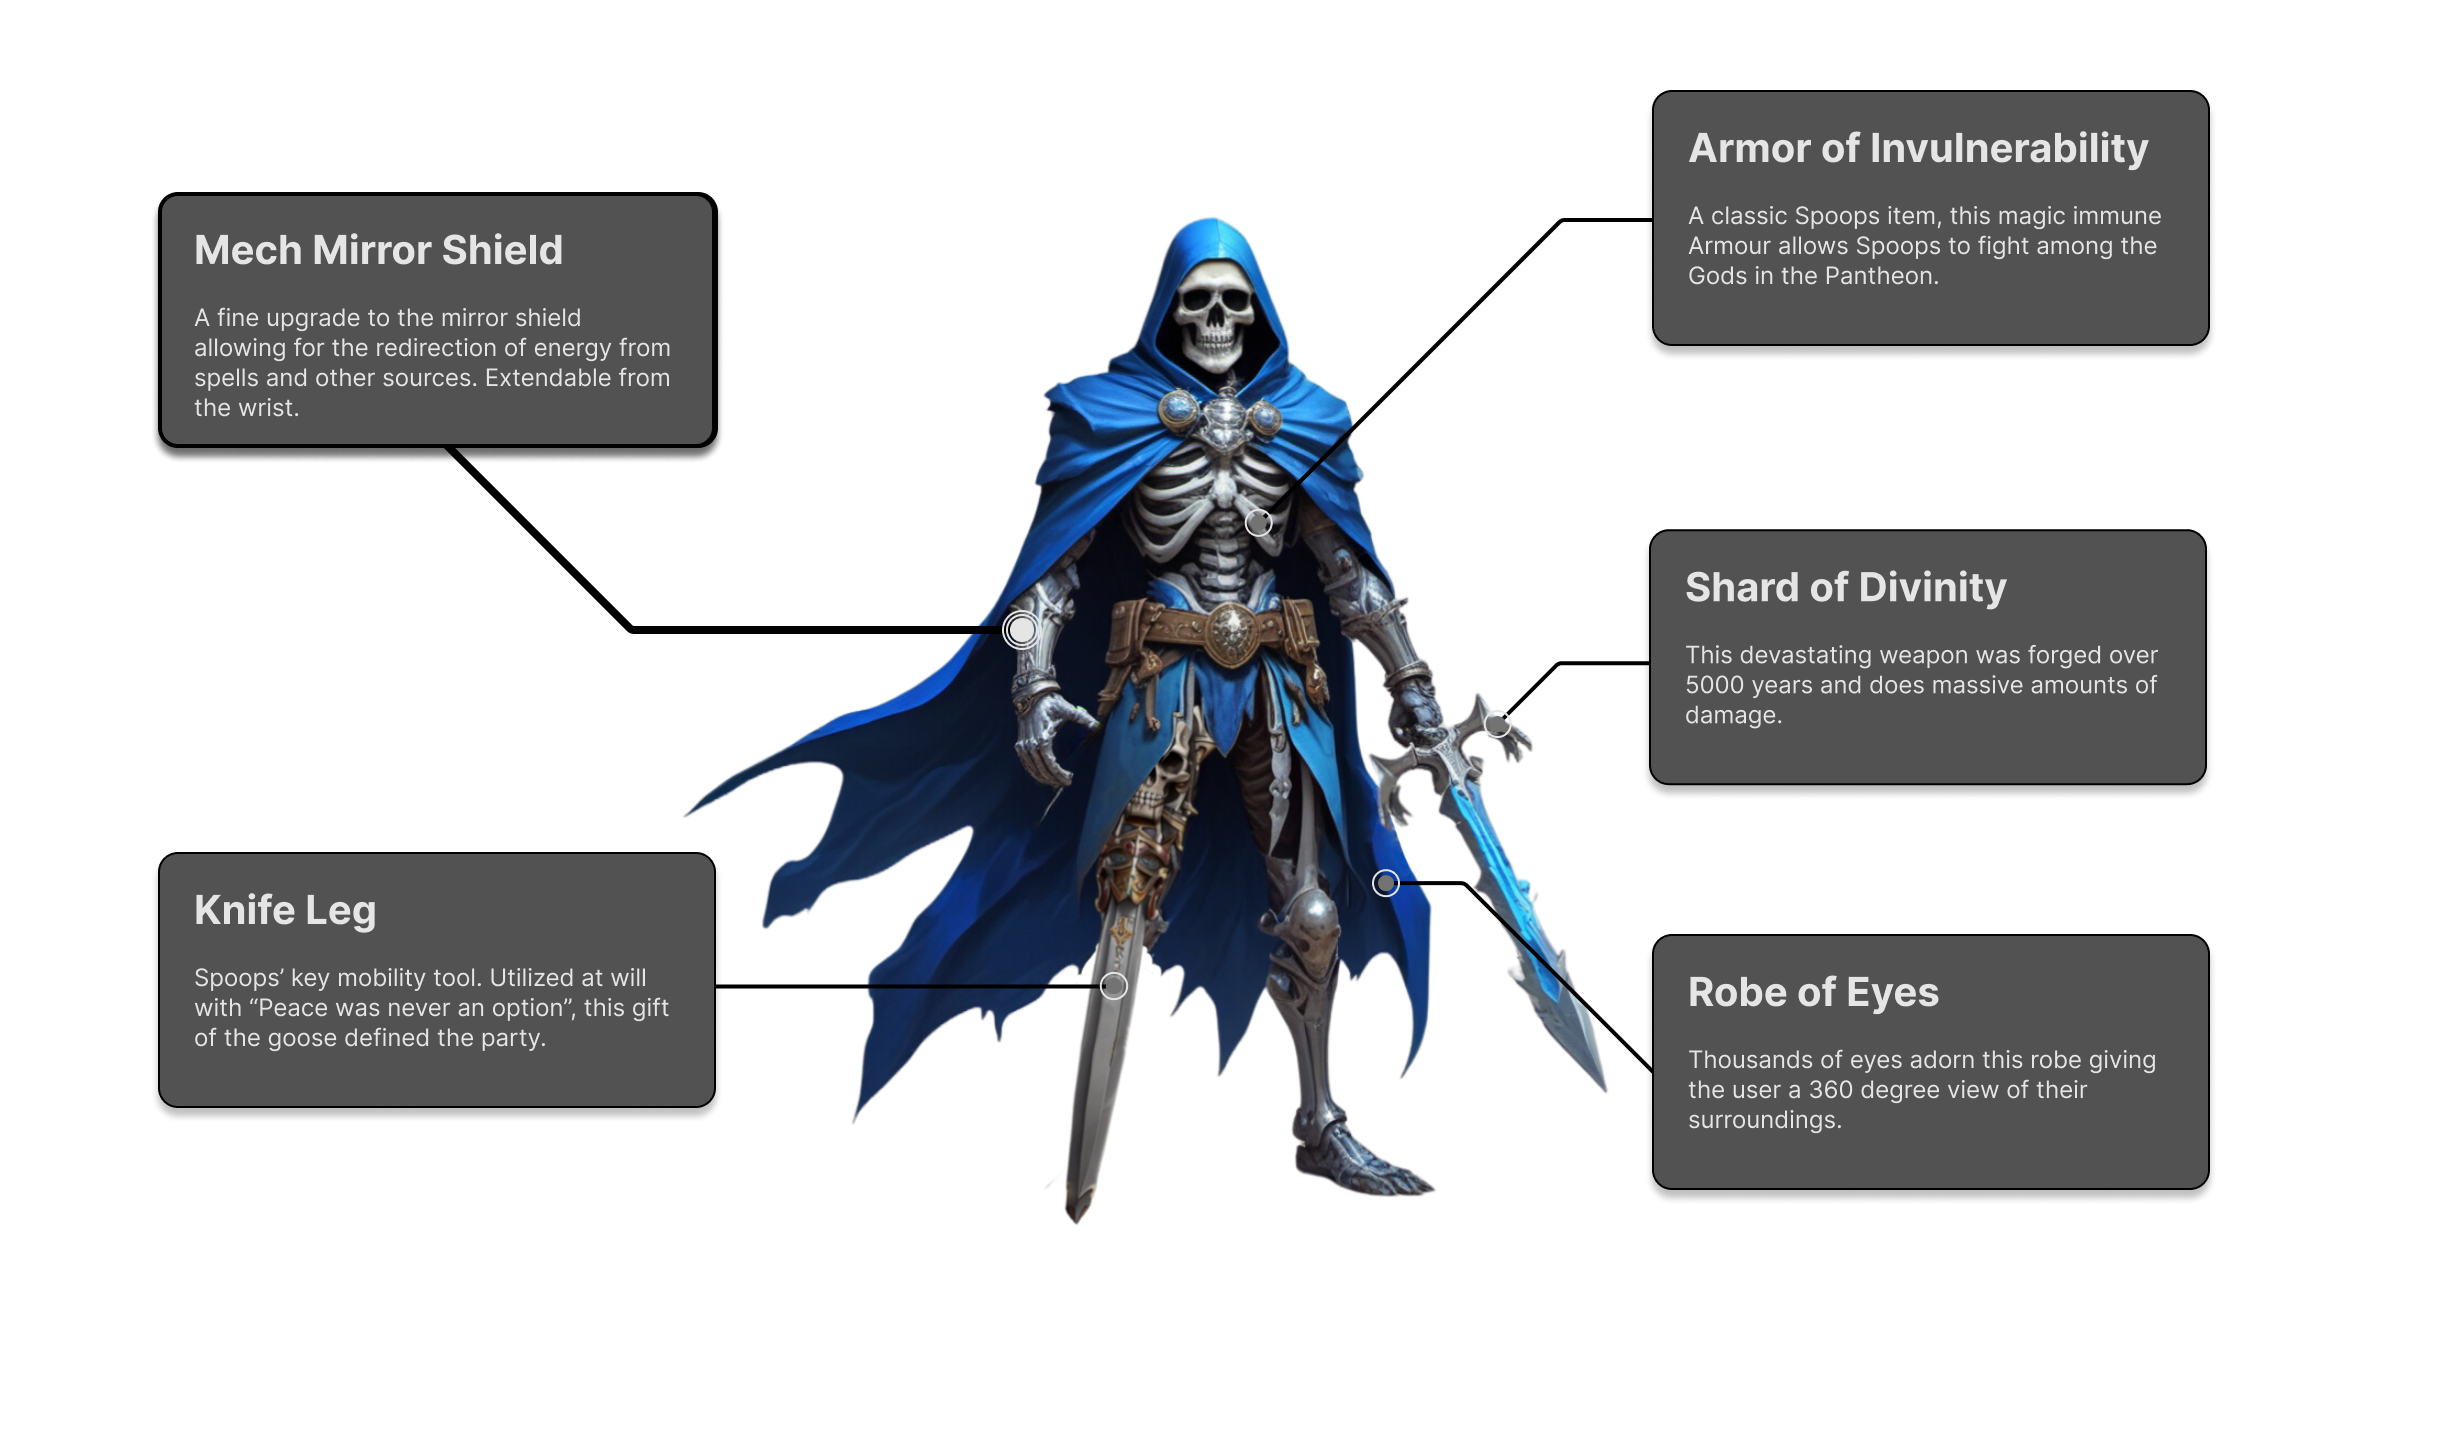 Mech Mirror Shield
A fine upgrade to the mirror shield
allowing for the redirection of energy from
spells and other sources. Extendable from
the wrist.
Knife Leg
Spoops’ key mobility tool. Utilized at will
with “Peace was never an option”, this gift
of the goose defined the party.
Armor of Invulnerability
A classic Spoops item, this magic immune
Armour allows Spoops to fight among the
Gods in the Pantheon.
Shard of Divinity
This devastating weapon was forged over
5000 years and does massive amounts of
damage.
Robe of Eyes
Thousands of eyes adorn this robe giving
the user a 360 degree view of their
surroundings.